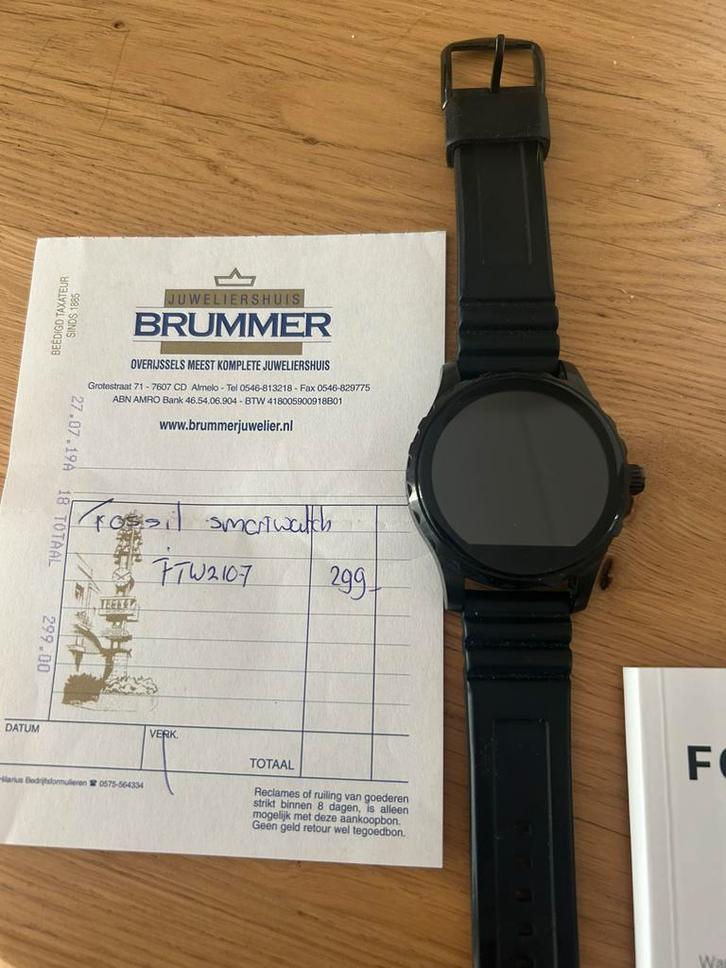 BEËDIGD TAXATEUR
SINDS 1885
JUWELIERSHUIS
BRUMMER
OVERIJSSELS MEEST KOMPLETE JUWELIERSHUIS
Grotestraat 71 - 7607 CD Almelo - Tel 0546-813218 - Fax 0546-829775
ABN AMRO Bank 46.54.06.904 - BTW 418005900918B01
www.brummerjuwelier.nl
27.07.19A 18 TOTAAL 299.00
Fossil smartwatch
FTW2107 299-
DATUM
VERK.
TOTAAL
Hilarius Bedrijfsformulieren ☎ 0575-564334
Reclames of ruiling van goederen
strikt binnen 8 dagen, is alleen
mogelijk met deze aankoopbon.
Geen geld retour wel tegoedbon.
FO
Wa